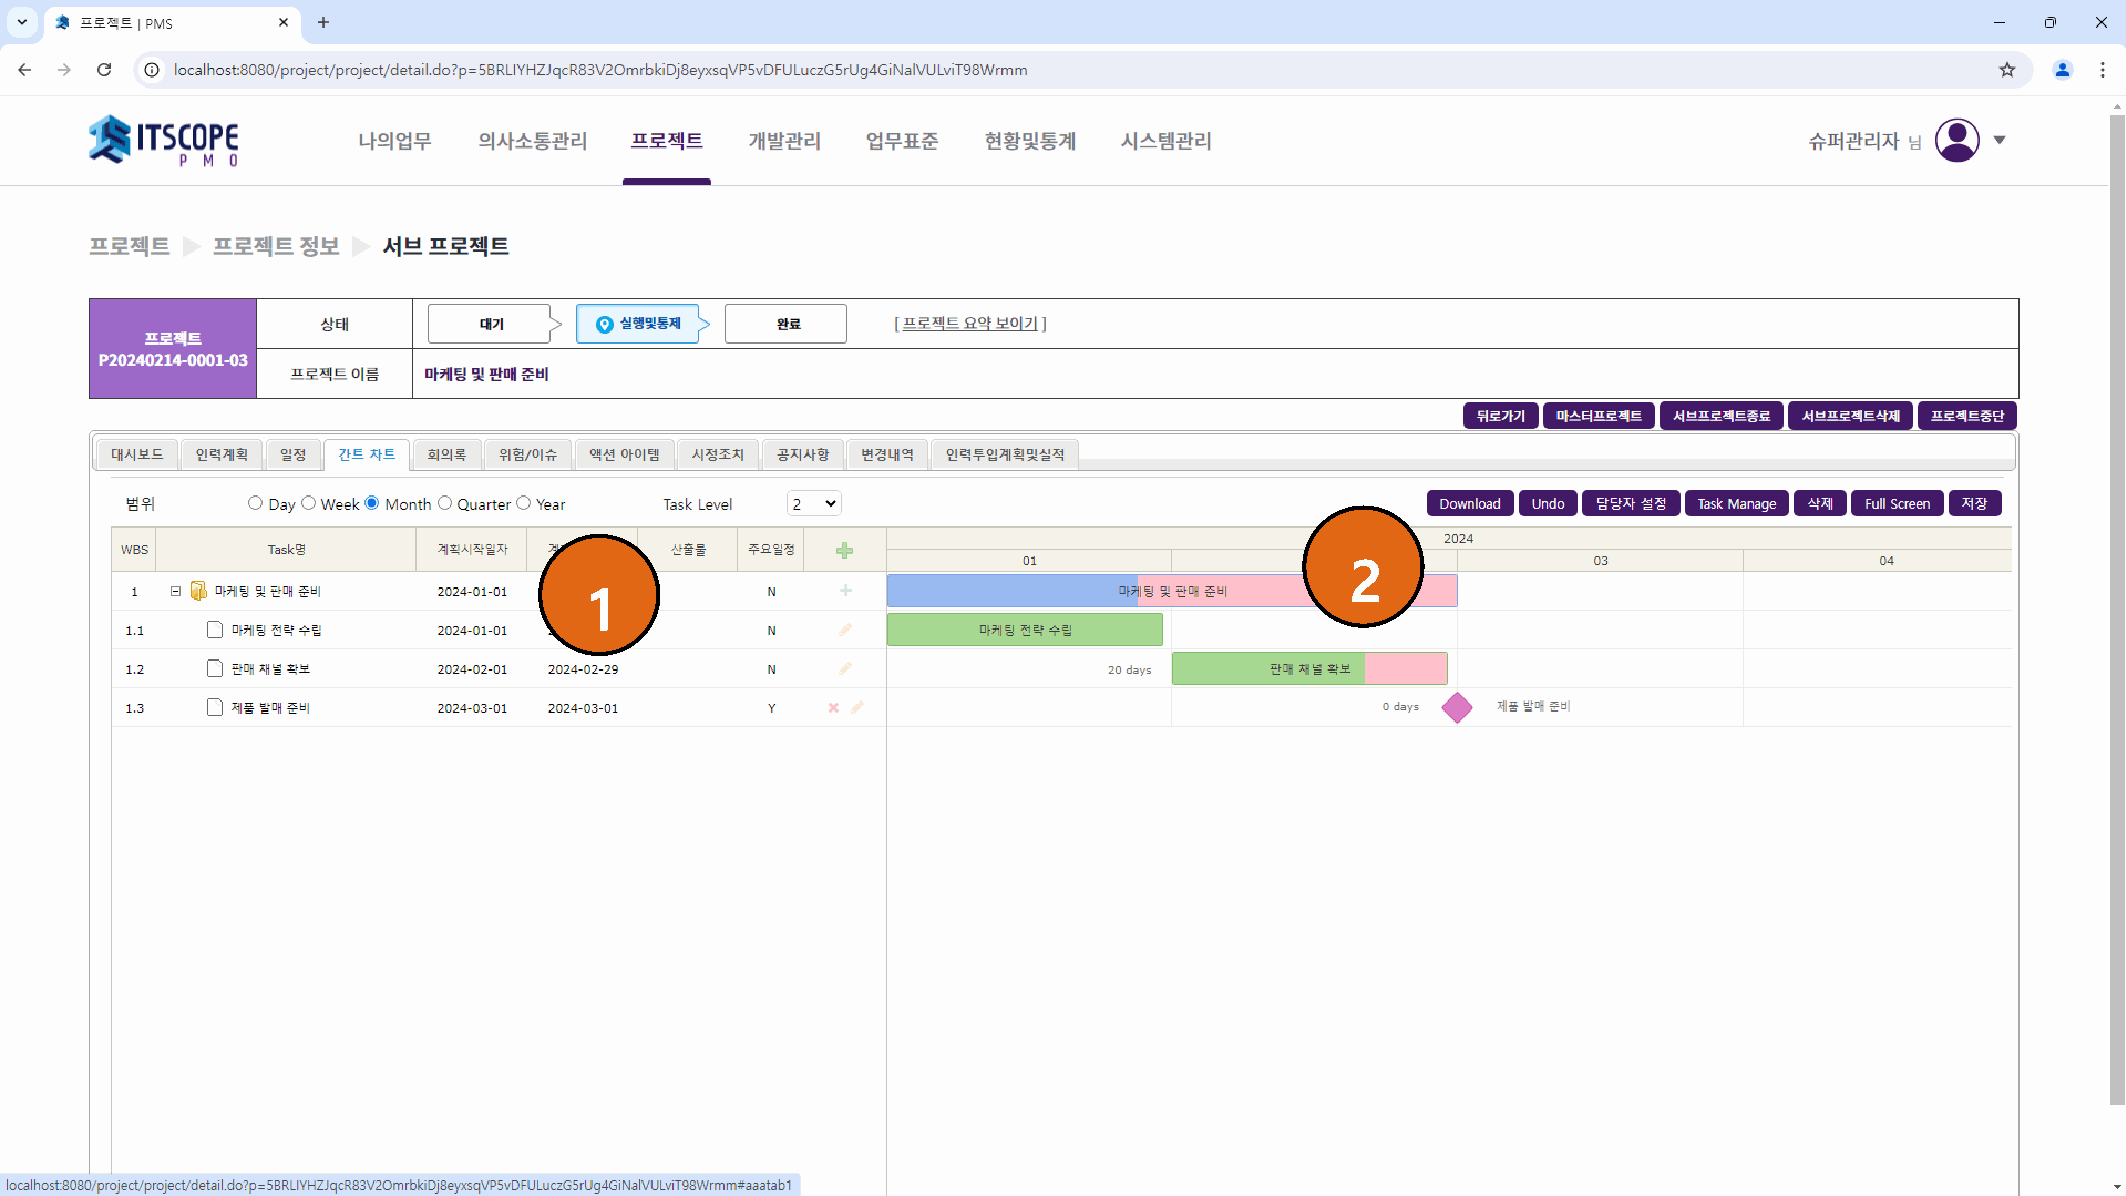 프로젝트 | PMS
localhost:8080/project/project/detail.do?p=5BRLIYHZJqcR83V2OmrbkiDj8eyxsqVP5vDFULuczG5rUg4GiNalVULviT98Wrmm
ITSCOPE
PMO
나의업무 의사소통관리 프로젝트 개발관리 업무표준 현황및통계 시스템관리
슈퍼관리자 님
프로젝트 프로젝트 정보 서브 프로젝트
프로젝트
P20240214-0001-03
상태 대기 실행및통제 완료 [ 프로젝트 요약 보이기 ]
프로젝트 이름 마케팅 및 판매 준비
뒤로가기 마스터프로젝트 서브프로젝트종료 서브프로젝트삭제 프로젝트중단
대시보드 인력계획 일정 간트 차트 회의록 위험/이슈 액션 아이템 시정조치 공지사항 변경내역 인력투입계획및실적
범위 Day Week Month Quarter Year Task Level 2
Download Undo 담당자 설정 Task Manage 삭제 Full Screen 저장
WBS Task명 계획시작일자 산출물 주요일정
2024
01 03 04
1 마케팅 및 판매 준비 2024-01-01 N 마케팅 및 판매 준비
1.1 마케팅 전략 수립 2024-01-01 N 마케팅 전략 수립
1.2 판매 채널 확보 2024-02-01 2024-02-29 N 20 days 판매 채널 확보
1.3 제품 발매 준비 2024-03-01 2024-03-01 Y 0 days 제품 발매 준비
1
2
localhost:8080/project/project/detail.do?p=5BRLIYHZJqcR83V2OmrbkiDj8eyxsqVP5vDFULuczG5rUg4GiNalVULviT98Wrmm#aaatab1